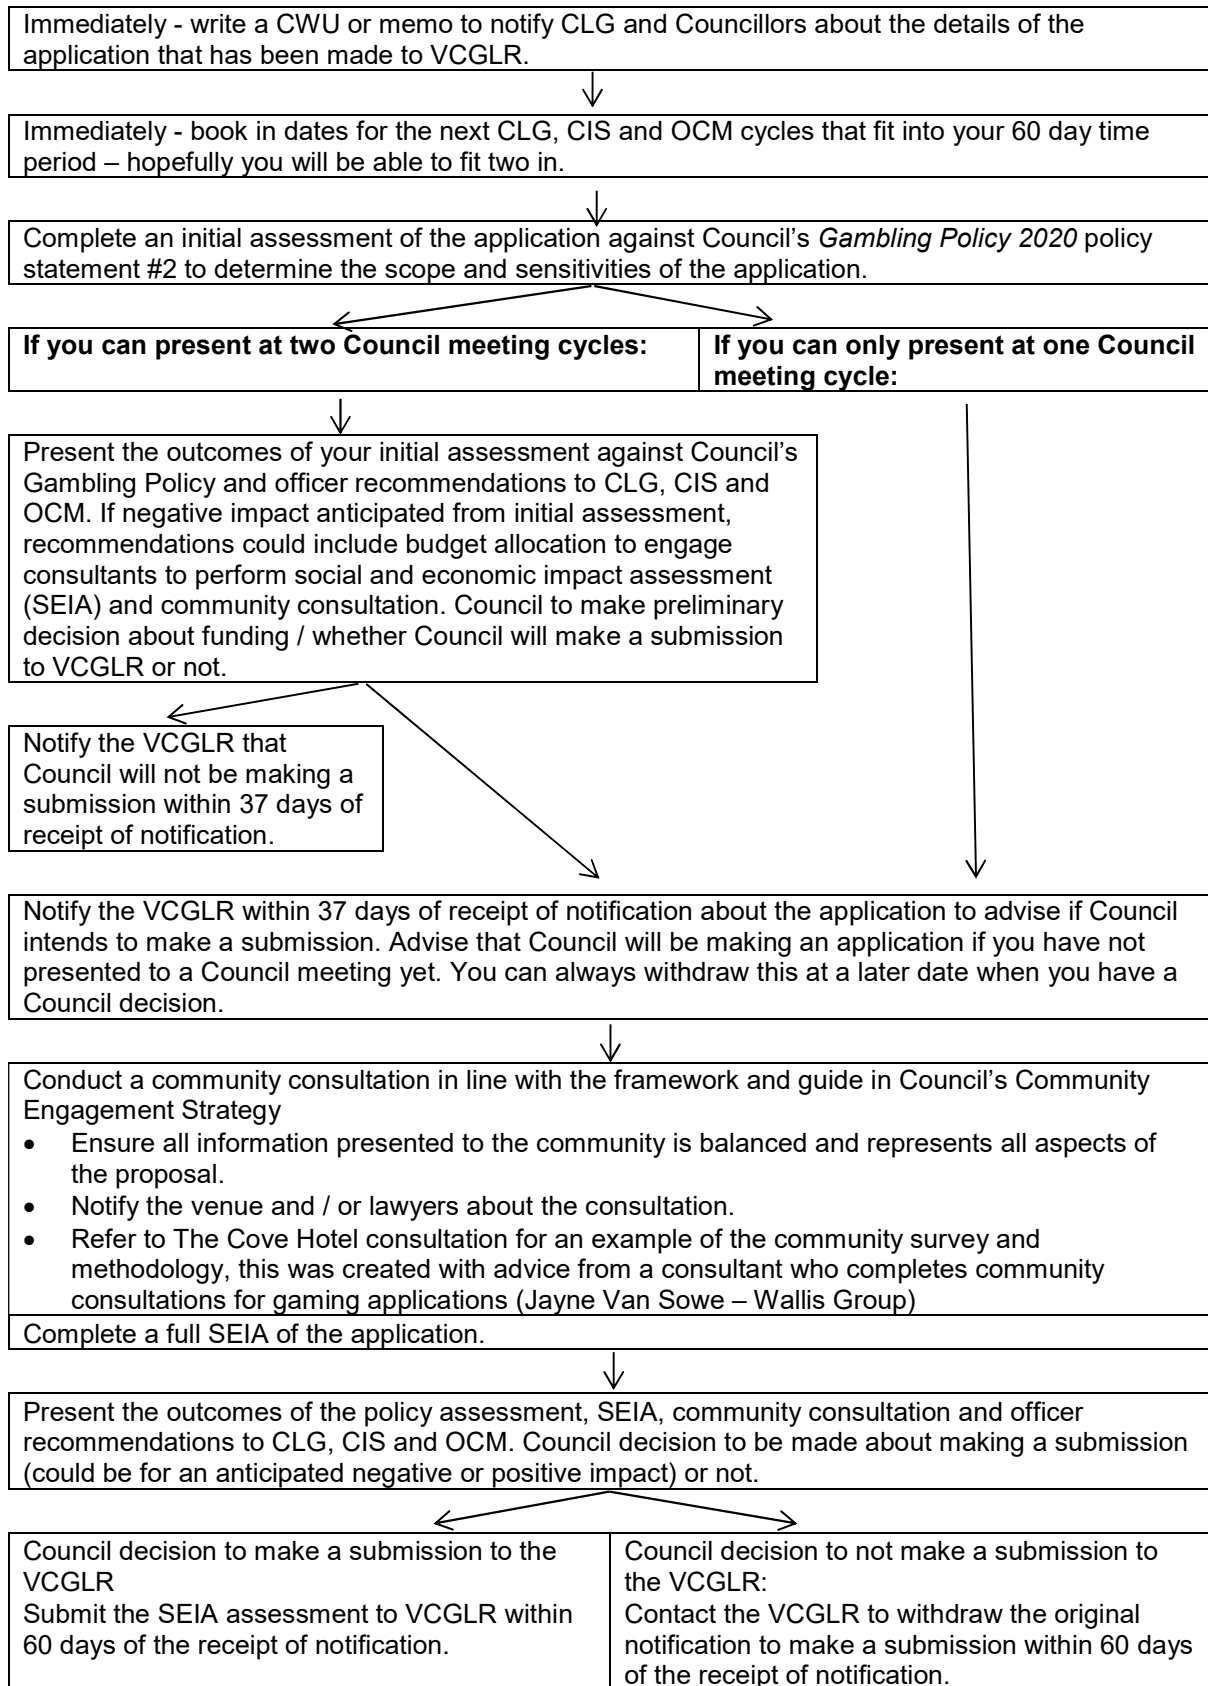 Immediately - write a CWU or memo to notify CLG and Councillors about the details of the
application that has been made to VCGLR.
Immediately - book in dates for the next CLG, CIS and OCM cycles that fit into your 60 day time
period – hopefully you will be able to fit two in.
Complete an initial assessment of the application against Council's Gambling Policy 2020 policy
statement #2 to determine the scope and sensitivities of the application.
If you can present at two Council meeting cycles:
If you can only present at one Council
meeting cycle:
Present the outcomes of your initial assessment against Council's
Gambling Policy and officer recommendations to CLG, CIS and
OCM. If negative impact anticipated from initial assessment,
recommendations could include budget allocation to engage
consultants to perform social and economic impact assessment
(SEIA) and community consultation. Council to make preliminary
decision about funding / whether Council will make a submission
to VCGLR or not.
Notify the VCGLR that
Council will not be making a
submission within 37 days of
receipt of notification.
Notify the VCGLR within 37 days of receipt of notification about the application to advise if Council
intends to make a submission. Advise that Council will be making an application if you have not
presented to a Council meeting yet. You can always withdraw this at a later date when you have a
Council decision.
Conduct a community consultation in line with the framework and guide in Council's Community
Engagement Strategy
• Ensure all information presented to the community is balanced and represents all aspects of
the proposal.
• Notify the venue and / or lawyers about the consultation.
• Refer to The Cove Hotel consultation for an example of the community survey and
methodology, this was created with advice from a consultant who completes community
consultations for gaming applications (Jayne Van Sowe – Wallis Group)
Complete a full SEIA of the application.
Present the outcomes of the policy assessment, SEIA, community consultation and officer
recommendations to CLG, CIS and OCM. Council decision to be made about making a submission
(could be for an anticipated negative or positive impact) or not.
Council decision to make a submission to the
VCGLR
Submit the SEIA assessment to VCGLR within
60 days of the receipt of notification.
Council decision to not make a submission to
the VCGLR:
Contact the VCGLR to withdraw the original
notification to make a submission within 60 days
of the receipt of notification.